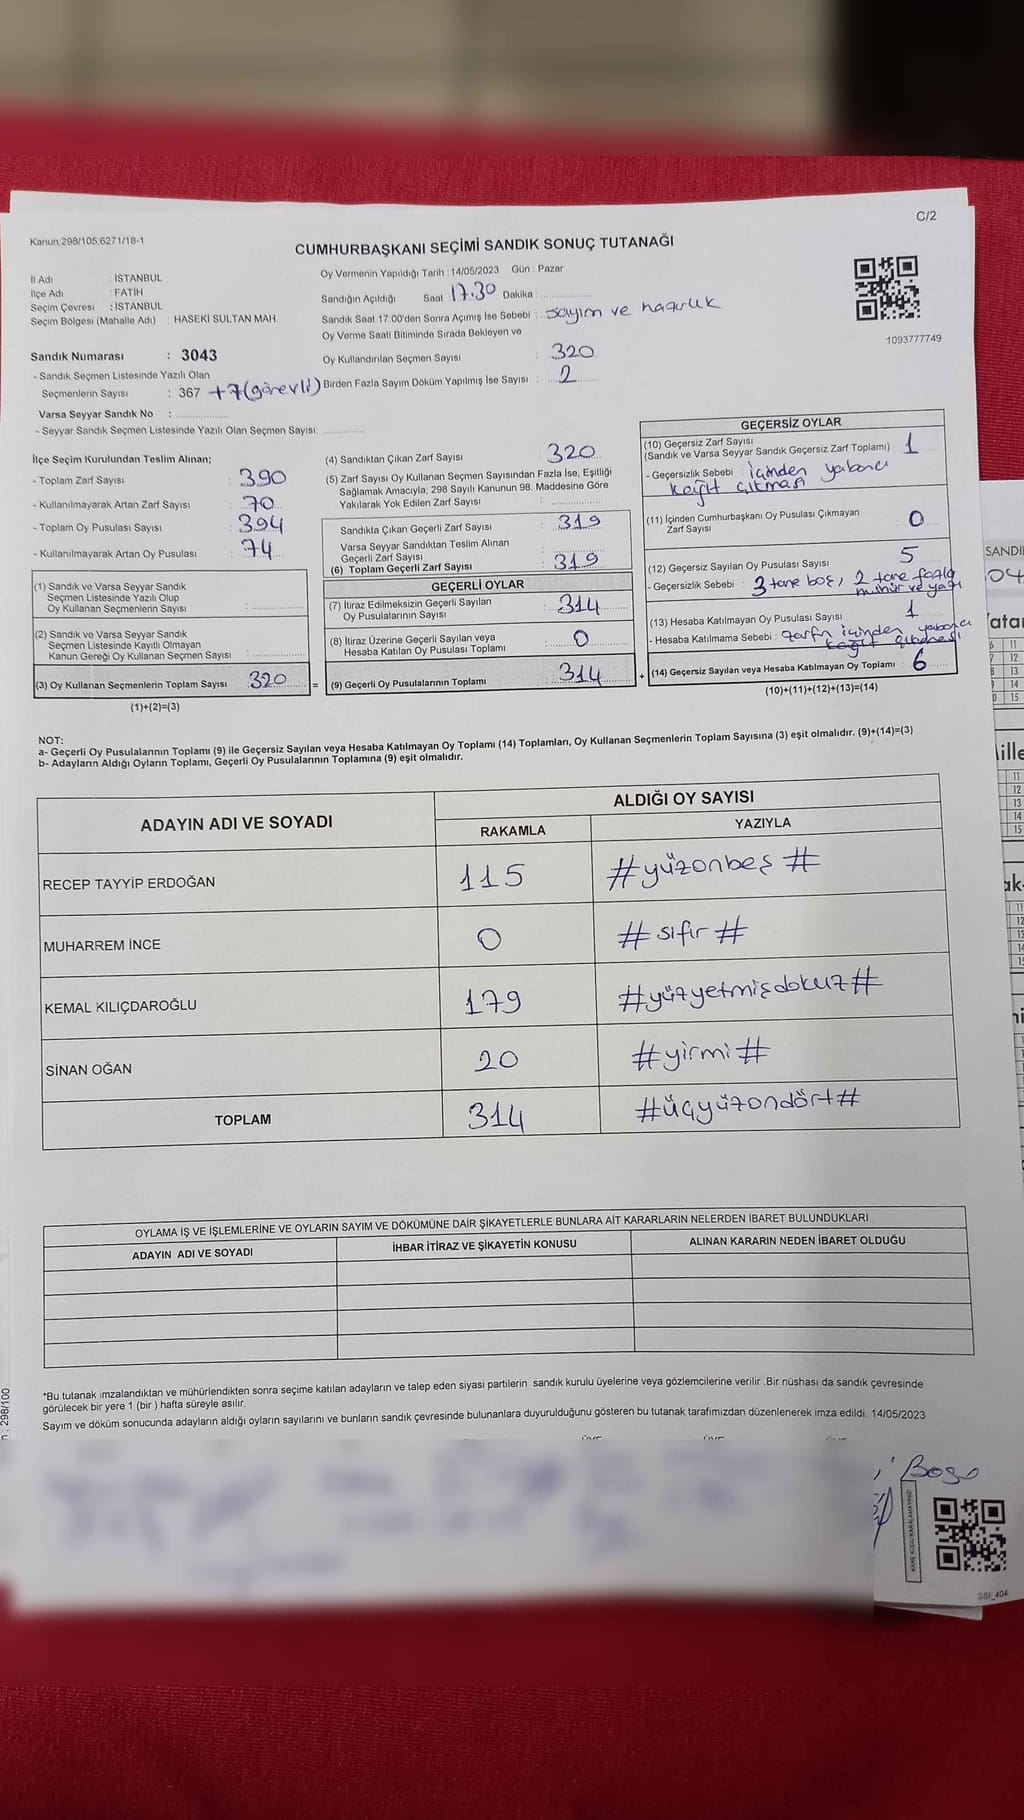 C/2
Kanun:298/105;6271/18-1
CUMHURBAŞKANI SEÇİMİ SANDIK SONUÇ TUTANAĞI
İl Adı : İSTANBUL
İlçe Adı : FATİH
Seçim Çevresi : İSTANBUL
Seçim Bölgesi (Mahalle Adı) : HASEKİ SULTAN MAH.
Oy Vermenin Yapıldığı Tarih : 14/05/2023 Gün : Pazar
Sandığın Açıldığı Saat 17.30 Dakika :
Sandık Saat 17:00'den Sonra Açımış İse Sebebi : sayım ve hazırlık
Oy Verme Saati Bitiminde Sırada Bekleyen ve
Oy Kullandırılan Seçmen Sayısı : 320
Birden Fazla Sayım Döküm Yapılmış İse Sayısı : 2
1093777749
Sandık Numarası : 3043
- Sandık Seçmen Listesinde Yazılı Olan
Seçmenlerin Sayısı : 367 +7(görevli)
Varsa Seyyar Sandık No :
- Seyyar Sandık Seçmen Listesinde Yazılı Olan Seçmen Sayısı:
İlçe Seçim Kurulundan Teslim Alınan;
- Toplam Zarf Sayısı : 390
- Kullanılmayarak Artan Zarf Sayısı : 70
- Toplam Oy Pusulası Sayısı : 394
- Kullanılmayarak Artan Oy Pusulası : 74
(1) Sandık ve Varsa Seyyar Sandık
Seçmen Listesinde Yazılı Olup
Oy Kullanan Seçmenlerin Sayısı :
(2) Sandık ve Varsa Seyyar Sandık
Seçmen Listesinde Kayıtlı Olmayan
Kanun Gereği Oy Kullanan Seçmen Sayısı :
(3) Oy Kullanan Seçmenlerin Toplam Sayısı : 320 =
(1)+(2)=(3)
(4) Sandıktan Çıkan Zarf Sayısı : 320
(5) Zarf Sayısı Oy Kullanan Seçmen Sayısından Fazla İse, Eşitliği
Sağlamak Amacıyla; 298 Sayılı Kanunun 98. Maddesine Göre
Yakılarak Yok Edilen Zarf Sayısı :
Sandıkta Çıkan Geçerli Zarf Sayısı : 319
Varsa Seyyar Sandıktan Teslim Alınan
Geçerli Zarf Sayısı :
(6) Toplam Geçerli Zarf Sayısı : 319
GEÇERLİ OYLAR
(7) İtiraz Edilmeksizin Geçerli Sayılan
Oy Pusulalarının Sayısı : 314
(8) İtiraz Üzerine Geçerli Sayılan veya
Hesaba Katılan Oy Pusulası Toplamı : 0
(9) Geçerli Oy Pusulalarının Toplamı : 314 +
GEÇERSİZ OYLAR
(10) Geçersiz Zarf Sayısı
(Sandık ve Varsa Seyyar Sandık Geçersiz Zarf Toplamı) : 1
- Geçersizlik Sebebi : İçinden yabancı
kağıt çıkması
(11) İçinden Cumhurbaşkanı Oy Pusulası Çıkmayan
Zarf Sayısı : 0
(12) Geçersiz Sayılan Oy Pusulası Sayısı : 5
- Geçersizlik Sebebi : 3 tane boş, 2 tane fazla
mühür ve yazı
(13) Hesaba Katılmayan Oy Pusulası Sayısı : 1
- Hesaba Katılmama Sebebi : zarfın içinden yabancı
kağıt çıkması
(14) Geçersiz Sayılan veya Hesaba Katılmayan Oy Toplamı : 6
(10)+(11)+(12)+(13)=(14)
NOT:
a- Geçerli Oy Pusulalarının Toplamı (9) ile Geçersiz Sayılan veya Hesaba Katılmayan Oy Toplamı (14) Toplamları, Oy Kullanan Seçmenlerin Toplam Sayısına (3) eşit olmalıdır. (9)+(14)=(3)
b- Adayların Aldığı Oyların Toplamı, Geçerli Oy Pusulalarının Toplamına (9) eşit olmalıdır.
ADAYIN ADI VE SOYADI
ALDIĞI OY SAYISI
RAKAMLA YAZIYLA
RECEP TAYYİP ERDOĞAN 115 #yüzonbeş#
MUHARREM İNCE 0 #sıfır#
KEMAL KILIÇDAROĞLU 179 #yüzyetmişdokuz#
SİNAN OĞAN 20 #yirmi#
TOPLAM 314 #üçyüzondört#
OYLAMA İŞ VE İŞLEMLERİNE VE OYLARIN SAYIM VE DÖKÜMÜNE DAİR ŞİKAYETLERLE BUNLARA AİT KARARLARIN NELERDEN İBARET BULUNDUKLARI
ADAYIN ADI VE SOYADI İHBAR İTİRAZ VE ŞİKAYETİN KONUSU ALINAN KARARIN NEDEN İBARET OLDUĞU
*Bu tutanak imzalandıktan ve mühürlendikten sonra seçime katılan adayların ve talep eden siyasi partilerin sandık kurulu üyelerine veya gözlemcilerine verilir .Bir nüshası da sandık çevresinde
görülecek bir yere 1 (bir ) hafta süreyle asılır.
Sayım ve döküm sonucunda adayların aldığı oyların sayılarını ve bunların sandık çevresinde bulunanlara duyurulduğunu gösteren bu tutanak tarafımızdan düzenlenerek imza edildi. 14/05/2023
SSI_404